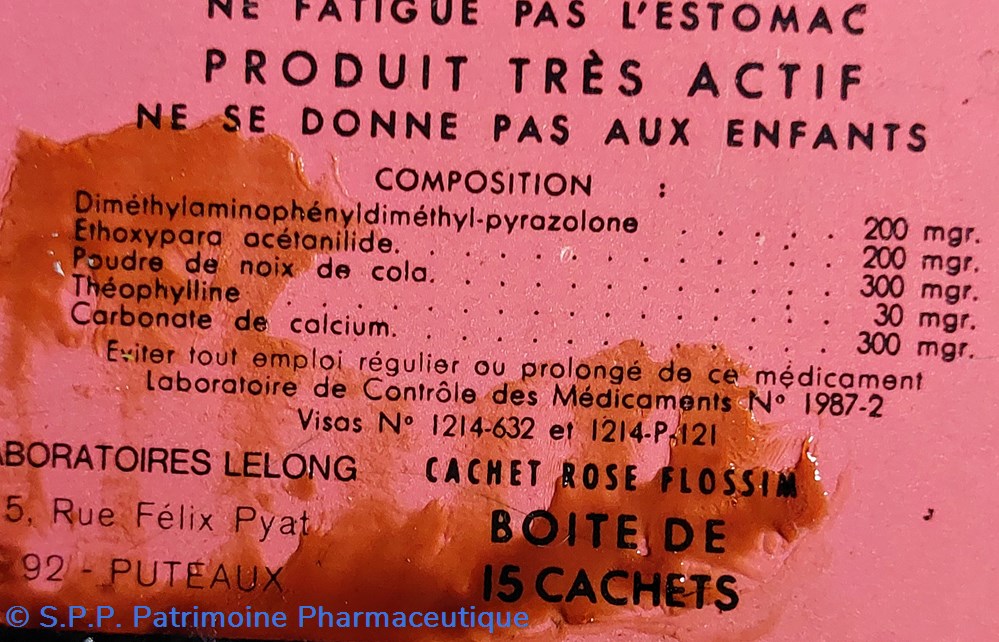 NE FATIGUE PAS L'ESTOMAC
PRODUIT TRÈS ACTIF
NE SE DONNE PAS AUX ENFANTS
COMPOSITION :
Diméthylaminophényldiméthyl-pyrazolone . . . . . 200 mgr.
Ethoxypara acétanilide. . . . . . . . . . . . . 200 mgr.
Poudre de noix de cola. . . . . . . . . . . . 300 mgr.
Théophylline . . . . . . . . . . . . . . . . 30 mgr.
Carbonate de calcium. . . . . . . . . . . . . 300 mgr.
Eviter tout emploi régulier ou prolongé de ce médicament
Laboratoire de Contrôle des Médicaments N° 1987-2
Visas N° 1214-632 et 1214-P-121
ABORATOIRES LELONG
5, Rue Félix Pyat
92 - PUTEAUX
CACHET ROSE FLOSSIM
BOITE DE
15 CACHETS
© S.P.P. Patrimoine Pharmaceutique